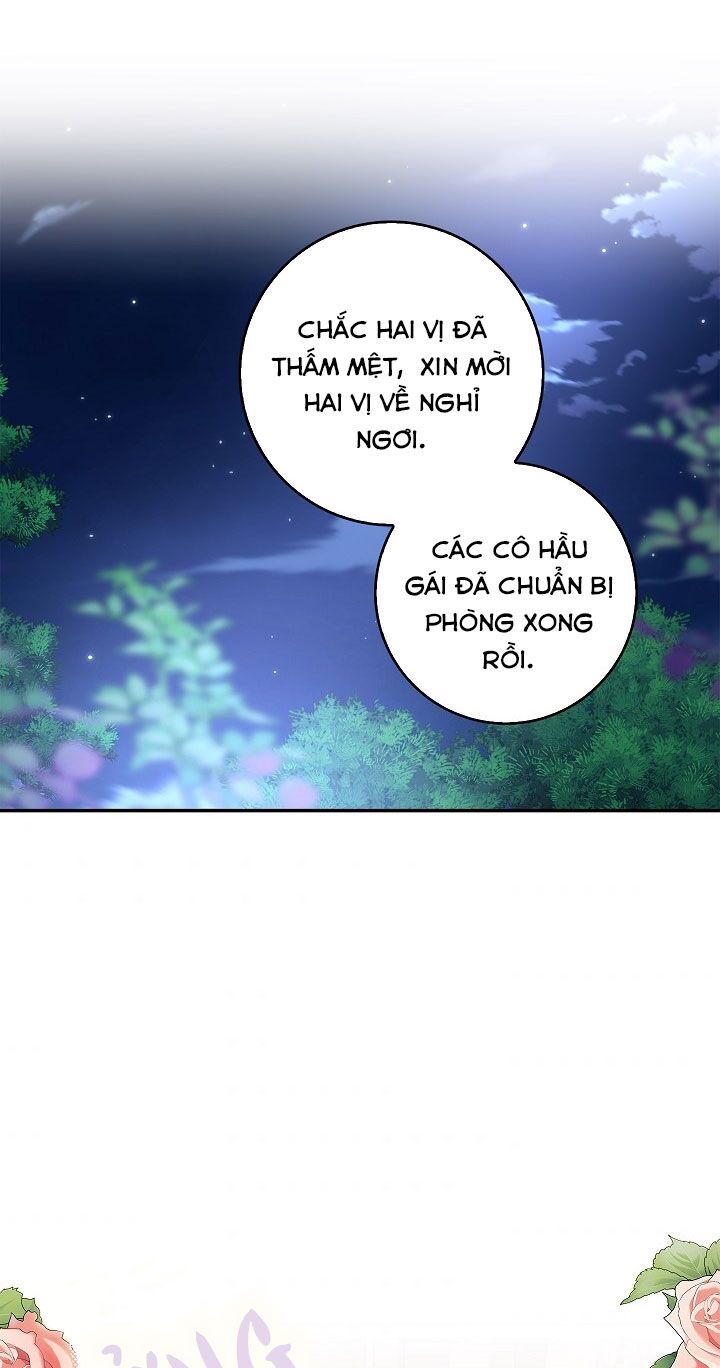 CHẮC HAI VỊ ĐÃ
THẤM MỆT, XIN MỜI
HAI VỊ VỀ NGHỈ
NGƠI.
CÁC CÔ HẦU
GÁI ĐÃ CHUẨN BỊ
PHÒNG XONG
RỒI.